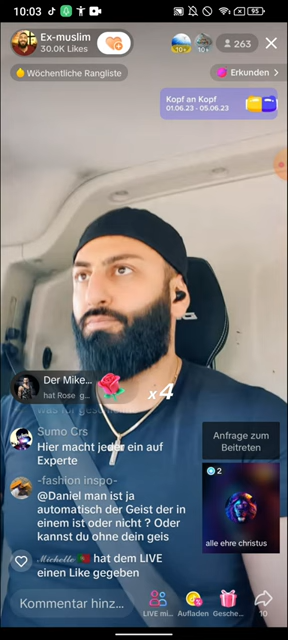 10:03
95
Ex-muslim
30.0K Likes
10+
10+
263
Wöchentliche Rangliste
Erkunden >
Kopf an Kopf
01.06.23 - 05.06.23
Der Mike...
hat Rose g...
x4
Sumo Crs
Hier macht jeder ein auf
Experte
-fashion inspo-
@Daniel man ist ja
automatisch der Geist der in
einem ist oder nicht ? Oder
kannst du ohne dein geis
Michelle hat dem LIVE
einen Like gegeben
Anfrage zum
Beitreten
2
alle ehre christus
Kommentar hinz...
LIVE mi...
Aufladen
Gesche...
10